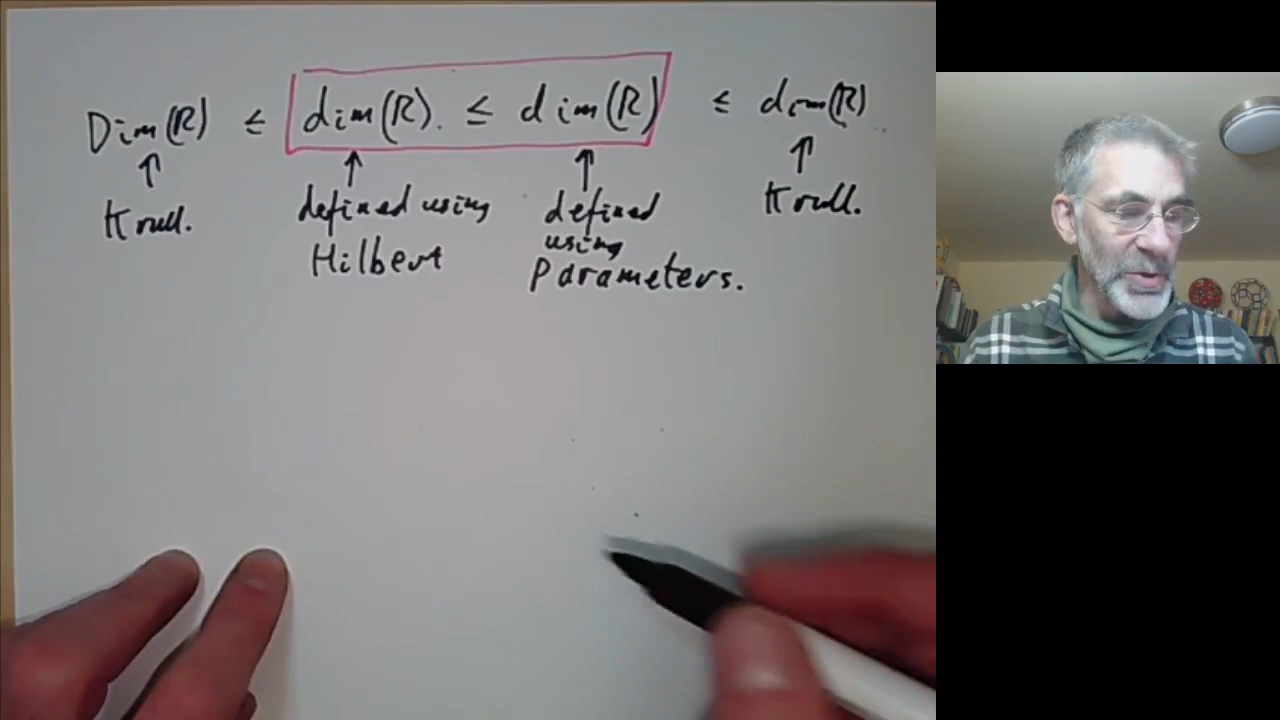 Dim(R) ≤ dim(R). ≤ dim(R) ≤ dim(R)
↑ ↑ ↑ ↑
Krull. defined using defined Krull.
Hilbert using
Parameters.